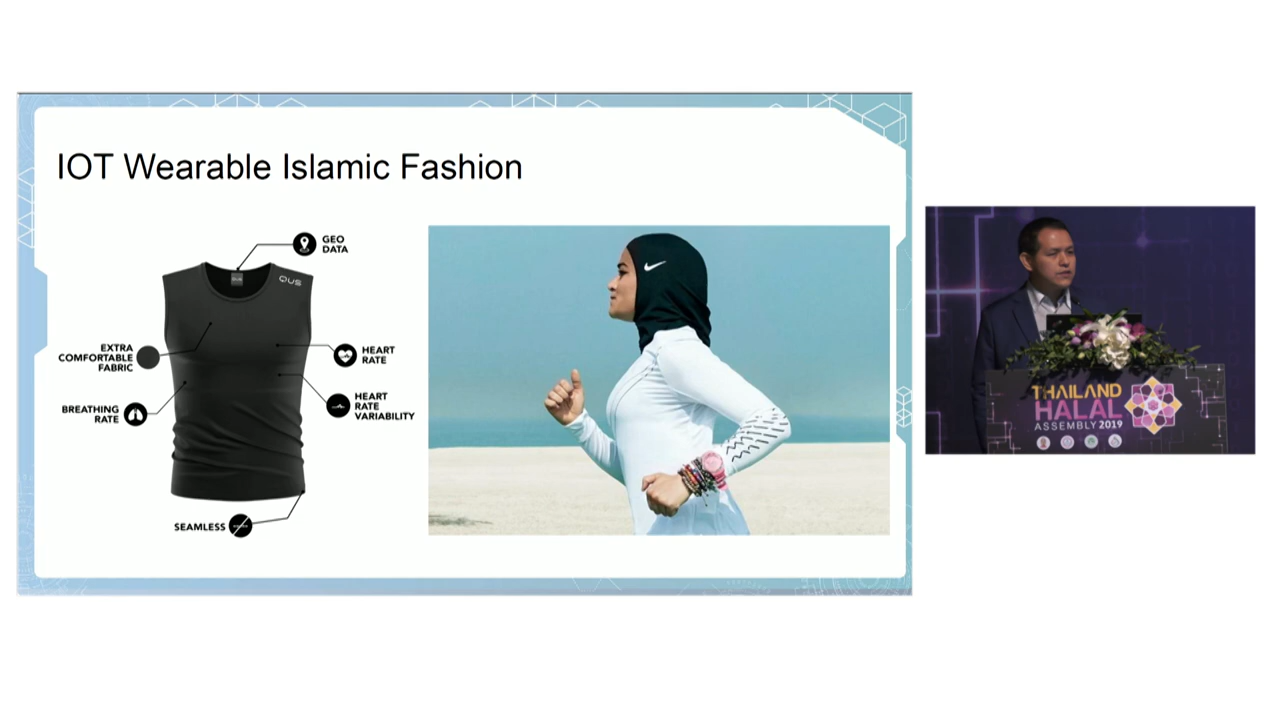 IOT Wearable Islamic Fashion
GEO
DATA
QUS
EXTRA
COMFORTABLE
FABRIC
HEART
RATE
BREATHING
RATE
HEART
RATE
VARIABILITY
SEAMLESS
THAILAND
HALAL
ASSEMBLY 2019